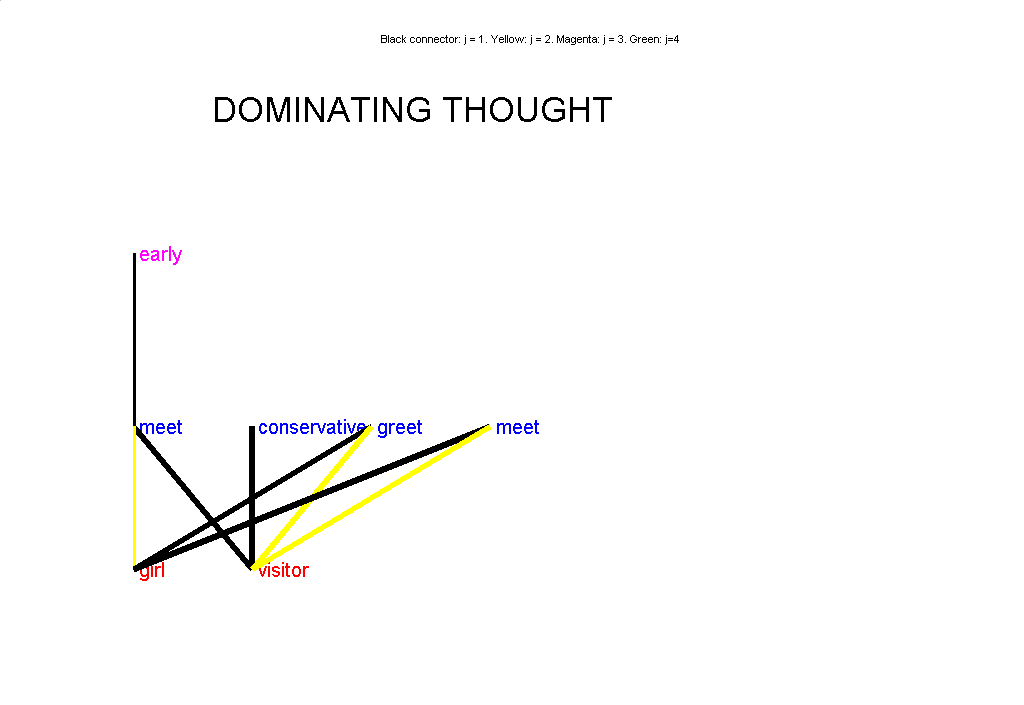 Black connector: j = 1. Yellow: j = 2. Magenta: j = 3. Green: j=4
DOMINATING THOUGHT
early
meet conservative greet meet
girl visitor